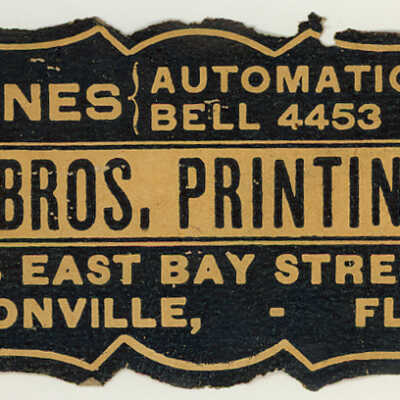 NES { AUTOMATIC
BELL 4453
BROS. PRINTIN
EAST BAY STRE
ONVILLE, - FL